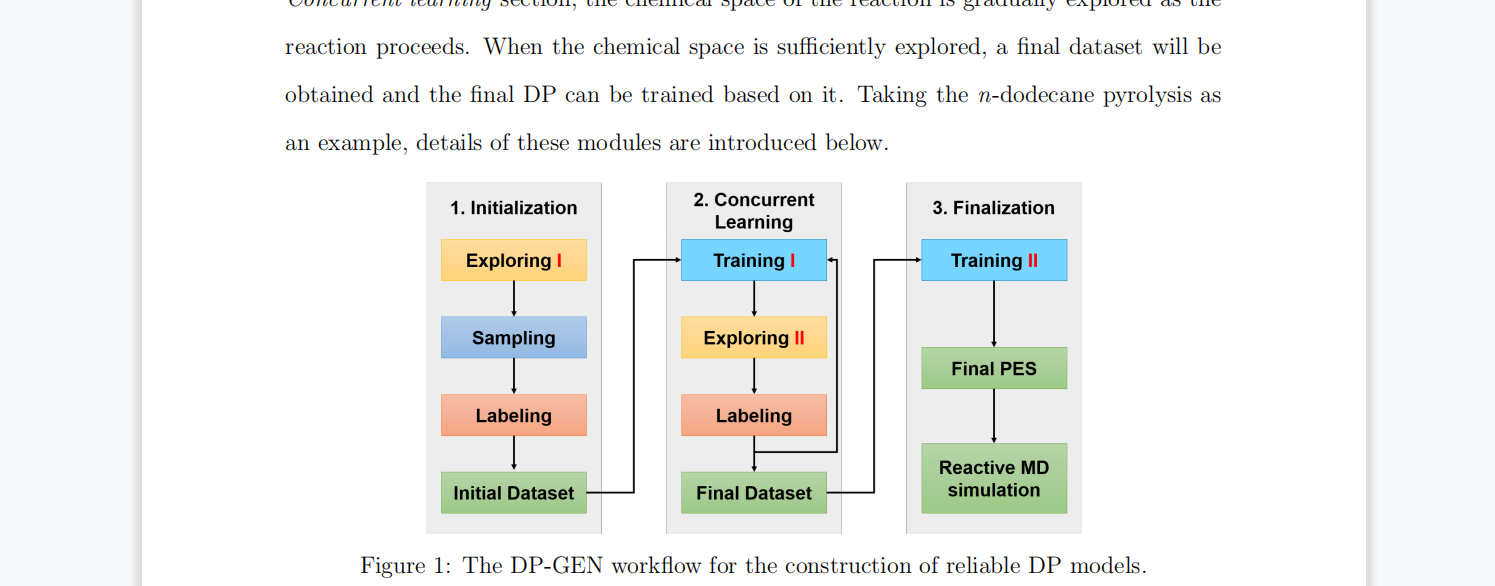 Concurrent learning section, the chemical space of the reaction is gradually explored as the
reaction proceeds. When the chemical space is sufficiently explored, a final dataset will be
obtained and the final DP can be trained based on it. Taking the n-dodecane pyrolysis as
an example, details of these modules are introduced below.
1. Initialization
Exploring I
Sampling
Labeling
Initial Dataset
2. Concurrent
Learning
Training I
Exploring II
Labeling
Final Dataset
3. Finalization
Training II
Final PES
Reactive MD
simulation
Figure 1: The DP-GEN workflow for the construction of reliable DP models.